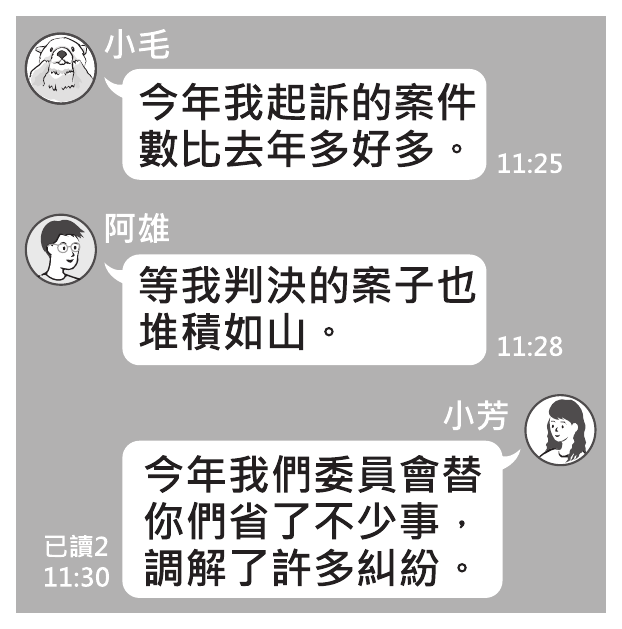 小毛
今年我起訴的案件
數比去年多好多。
11:25
阿雄
等我判決的案子也
堆積如山。
11:28
小芳
今年我們委員會替
你們省了不少事，
調解了許多糾紛。
已讀2
11:30